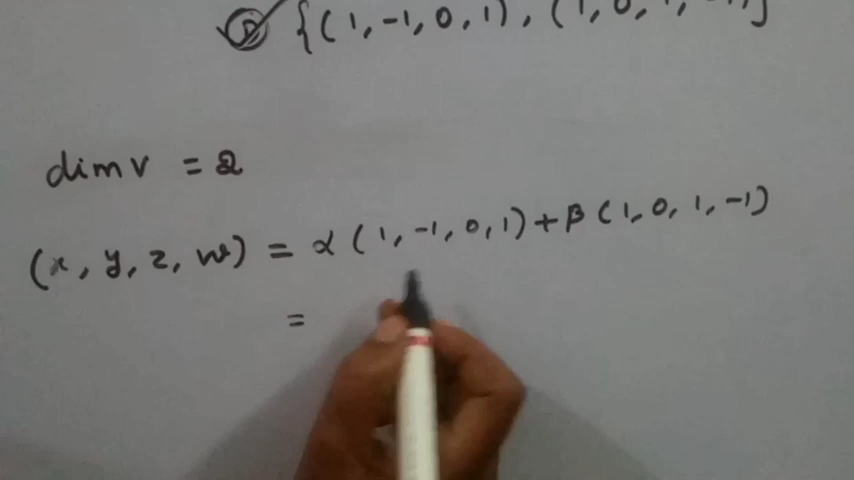 {(1, -1, 0, 1), (1, 0, 1, -1)}
dim V = 2
(x, y, z, w) = α(1, -1, 0, 1) + β(1, 0, 1, -1)
=